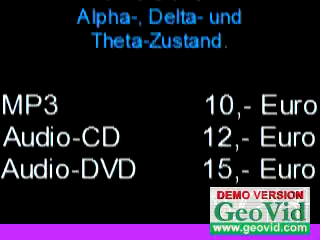 Alpha-, Delta- und
Theta-Zustand.
MP3 10,- Euro
Audio-CD 12,- Euro
Audio-DVD 15,- Euro
DEMO VERSION
GeoVid
www.geovid.com